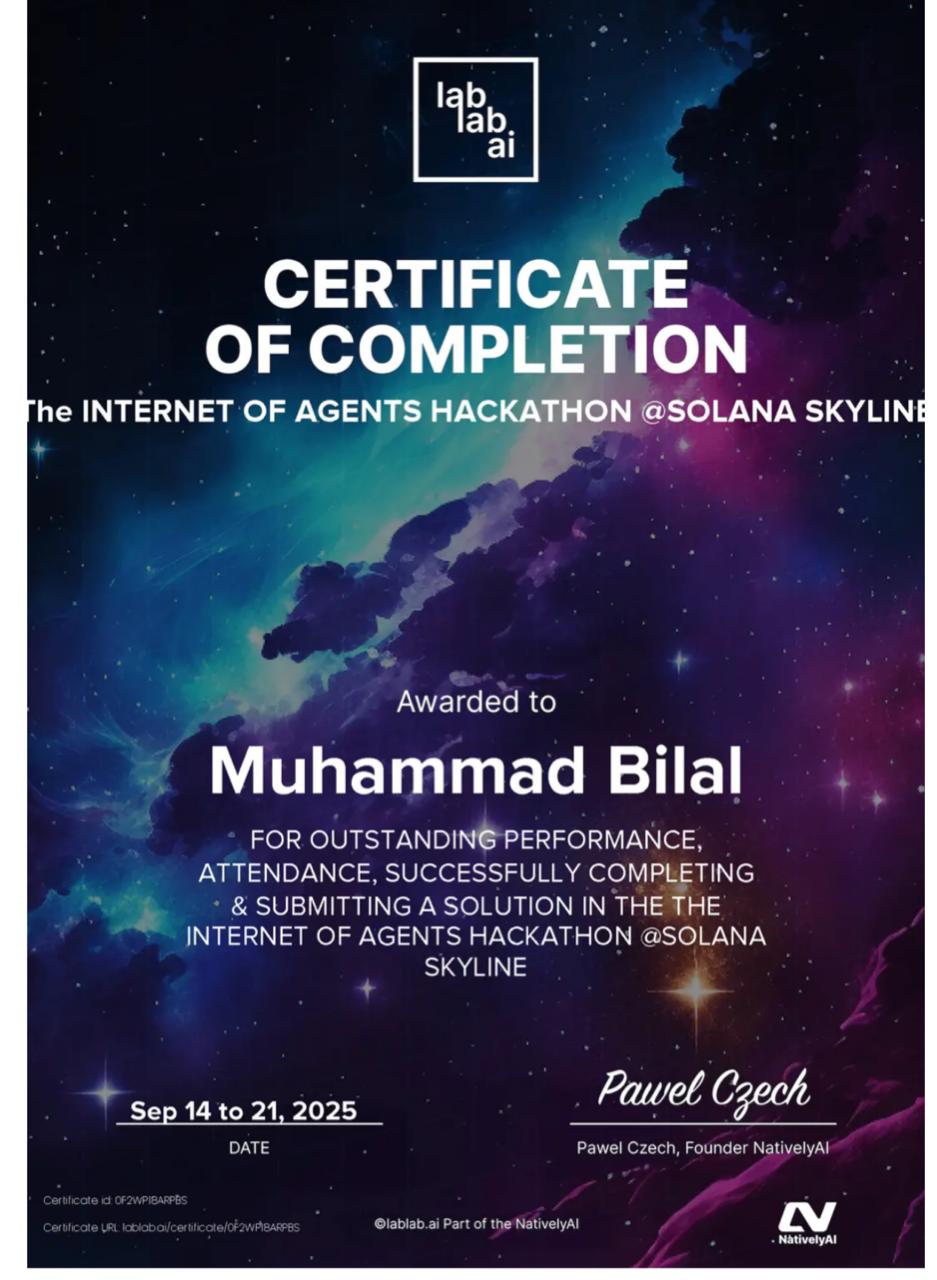 lab
lab
ai
CERTIFICATE
OF COMPLETION
The INTERNET OF AGENTS HACKATHON @SOLANA SKYLINE
Awarded to
Muhammad Bilal
FOR OUTSTANDING PERFORMANCE,
ATTENDANCE, SUCCESSFULLY COMPLETING
& SUBMITTING A SOLUTION IN THE THE
INTERNET OF AGENTS HACKATHON @SOLANA
SKYLINE
Sep 14 to 21, 2025
DATE
Pawel Czech
Pawel Czech, Founder NativelyAI
Certificate id: 0F2WP18ARPBS
Certificate URL: lablab.ai/certificate/0F2WP18ARPBS
©lablab.ai Part of the NativelyAI
NativelyAI